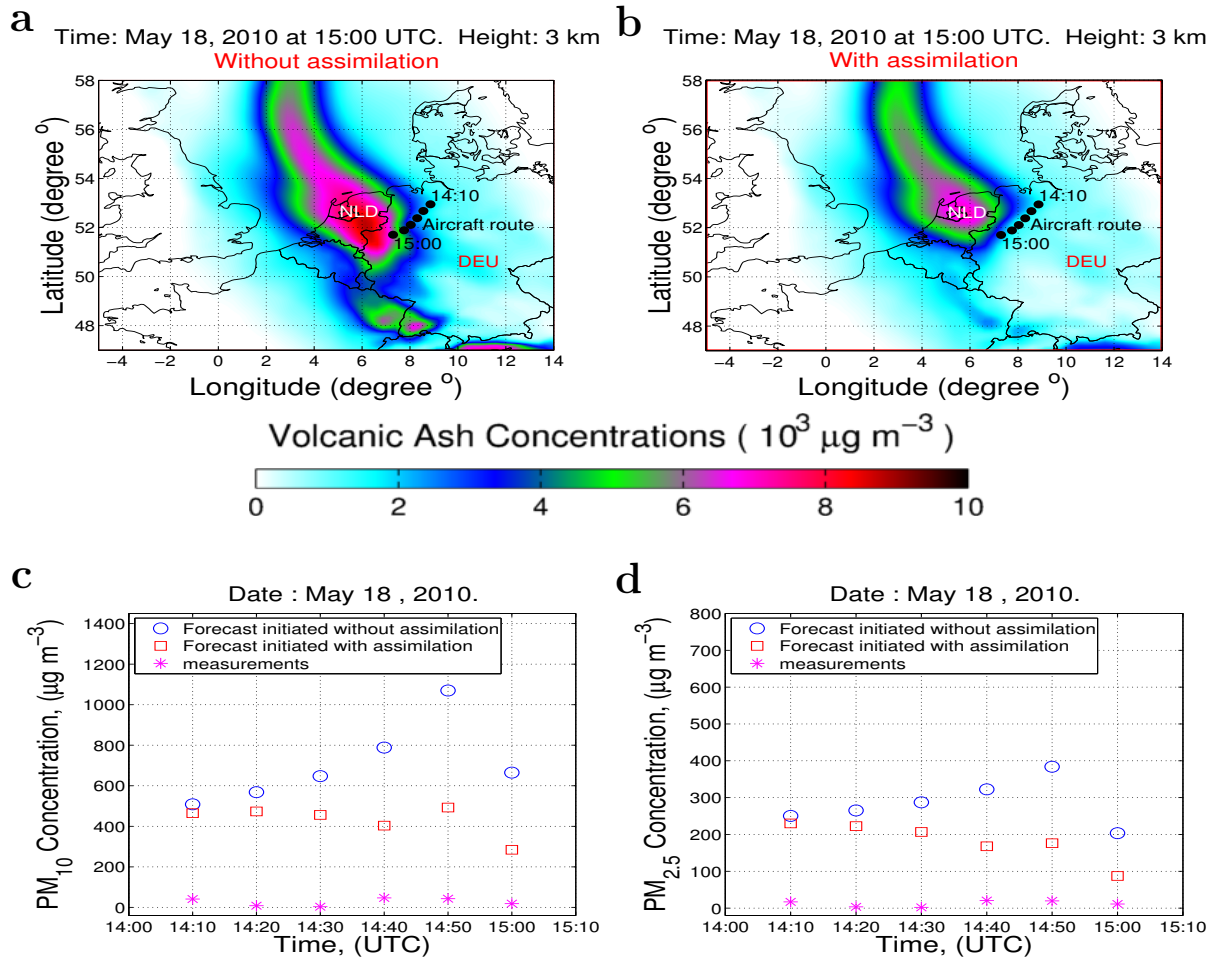 a
Time: May 18, 2010 at 15:00 UTC. Height: 3 km
Without assimilation
58
56
54
52
50
48
Latitude (degree °)
NLD
14:10
Aircraft route
15:00
DEU
−4 −2 0 2 4 6 8 10 12 14
Longitude (degree °)
b
Time: May 18, 2010 at 15:00 UTC. Height: 3 km
With assimilation
58
56
54
52
50
48
Latitude (degree °)
NLD
14:10
Aircraft route
15:00
DEU
−4 −2 0 2 4 6 8 10 12 14
Longitude (degree °)
Volcanic Ash Concentrations ( 10³ μg m⁻³ )
0 2 4 6 8 10
c
Date : May 18 , 2010.
Forecast initiated without assimilation
Forecast initiated with assimilation
measurements
1400
1200
1000
800
600
400
200
0
PM₁₀ Concentration, (μg m⁻³)
14:00 14:10 14:20 14:30 14:40 14:50 15:00 15:10
Time, (UTC)
d
Date : May 18 , 2010.
Forecast initiated without assimilation
Forecast initiated with assimilation
measurements
800
700
600
500
400
300
200
100
0
PM₂.₅ Concentration, (μg m⁻³)
14:00 14:10 14:20 14:30 14:40 14:50 15:00 15:10
Time, (UTC)